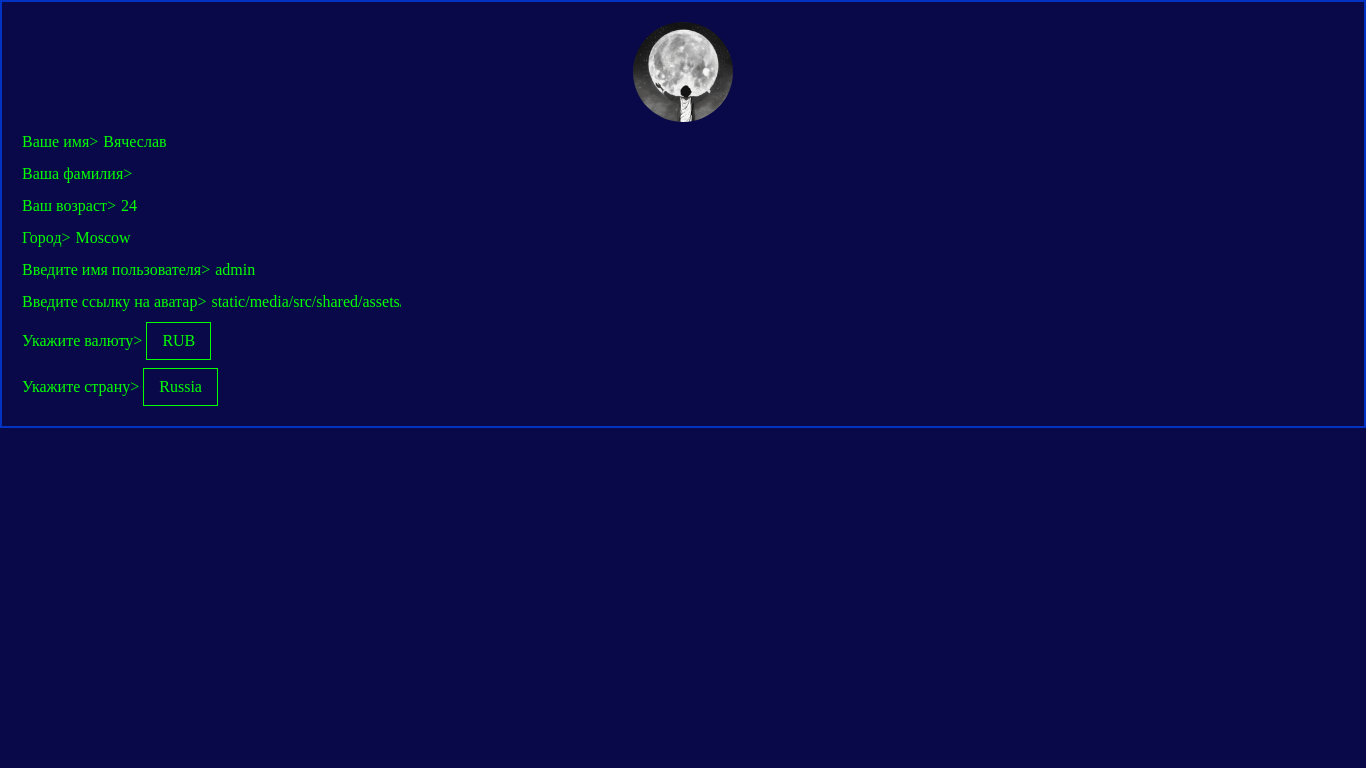 Ваше имя> Вячеслав
Ваша фамилия>
Ваш возраст> 24
Город> Moscow
Введите имя пользователя> admin
Введите ссылку на аватар> static/media/src/shared/assets
Укажите валюту> RUB
Укажите страну> Russia